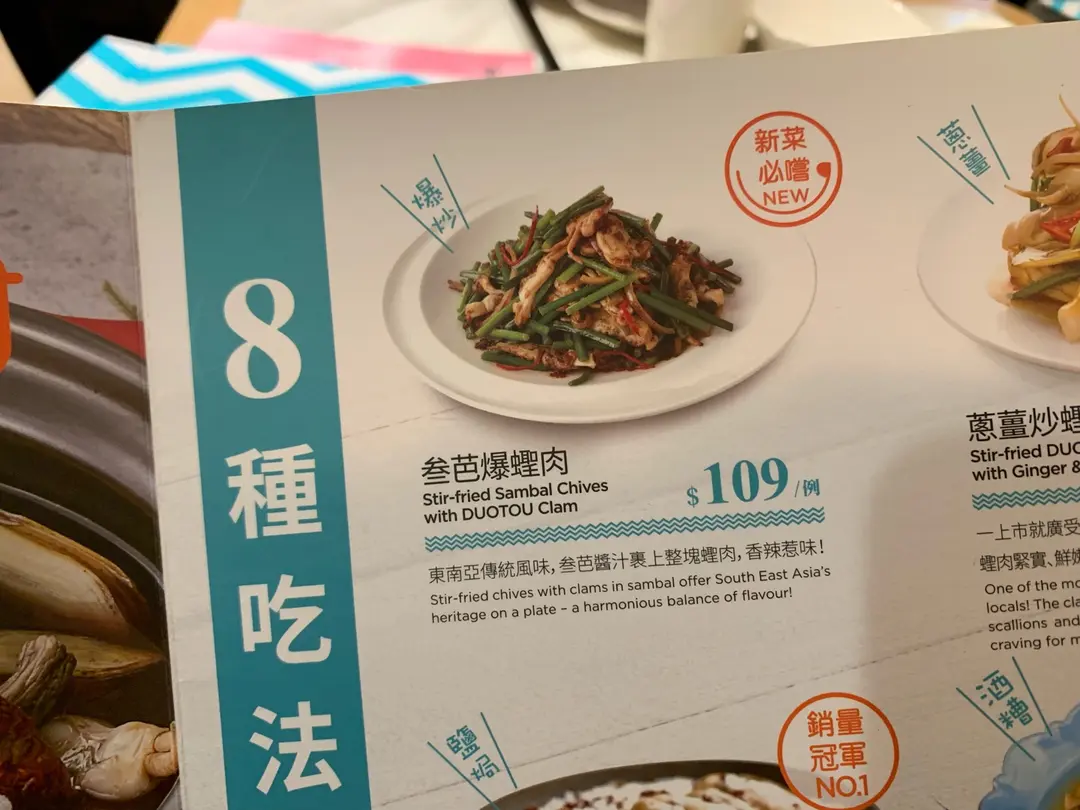 8
種
吃
法
爆炒
新菜
必嚐
NEW
蔥薑
叁芭爆蟶肉
Stir-fried Sambal Chives
with DUOTOU Clam
$109/例
東南亞傳統風味,叁芭醬汁裹上整塊蟶肉,香辣惹味!
Stir-fried chives with clams in sambal offer South East Asia's
heritage on a plate – a harmonious balance of flavour!
蔥薑炒蟶
Stir-fried DUO
with Ginger &
一上市就廣受
蟶肉緊實、鮮嫩
One of the mo
locals! The cla
scallions and
craving for m
鹽焗
銷量
冠軍
NO.1
酒糟